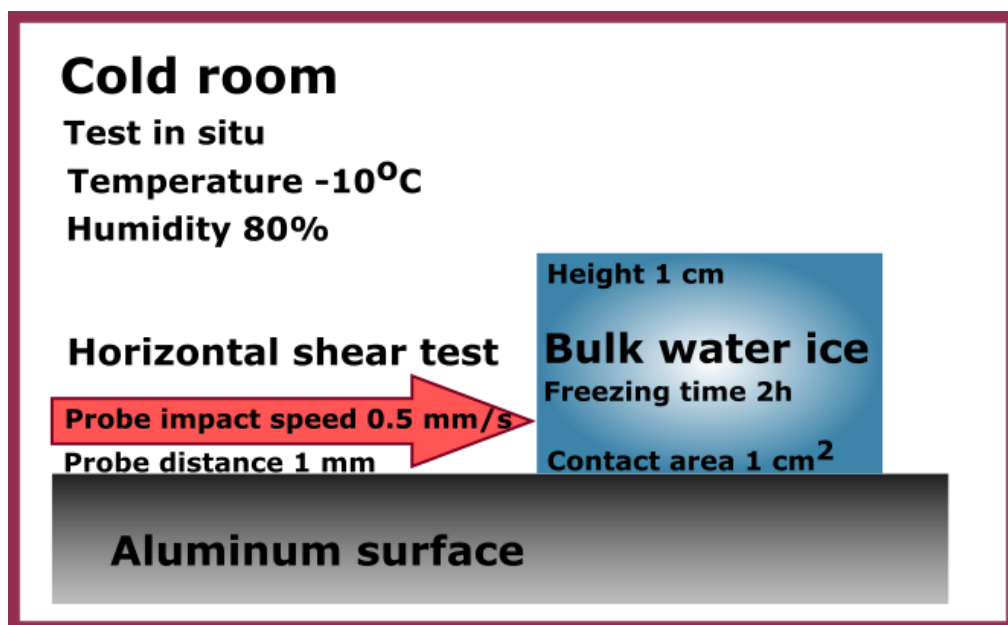 Cold room
Test in situ
Temperature -10⁰C
Humidity 80%
Height 1 cm
Horizontal shear test
Bulk water ice
Freezing time 2h
Probe impact speed 0.5 mm/s
Probe distance 1 mm
Contact area 1 cm²
Aluminum surface